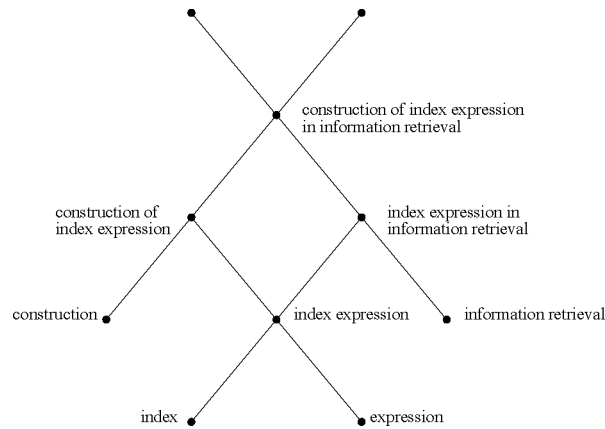 construction of index expression
in information retrieval
construction of
index expression
index expression in
information retrieval
construction
index expression
information retrieval
index
expression